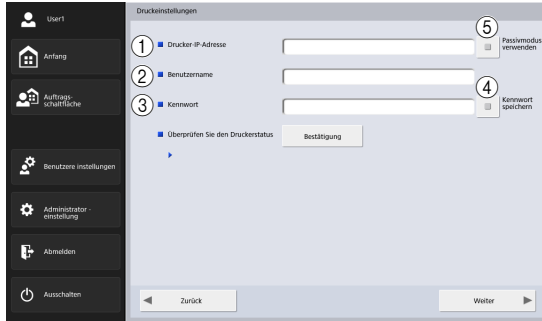 User1
Anfang
Auftrags-
schaltfläche
Benutzere instellungen
Administrator -
einstellung
Abmelden
Ausschalten
Druckeinstellungen
1 Drucker-IP-Adresse
5 Passivmodus
verwenden
2 Benutzername
3 Kennwort
4 Kennwort
speichern
Überprüfen Sie den Druckerstatus
Bestätigung
Zurück
Weiter